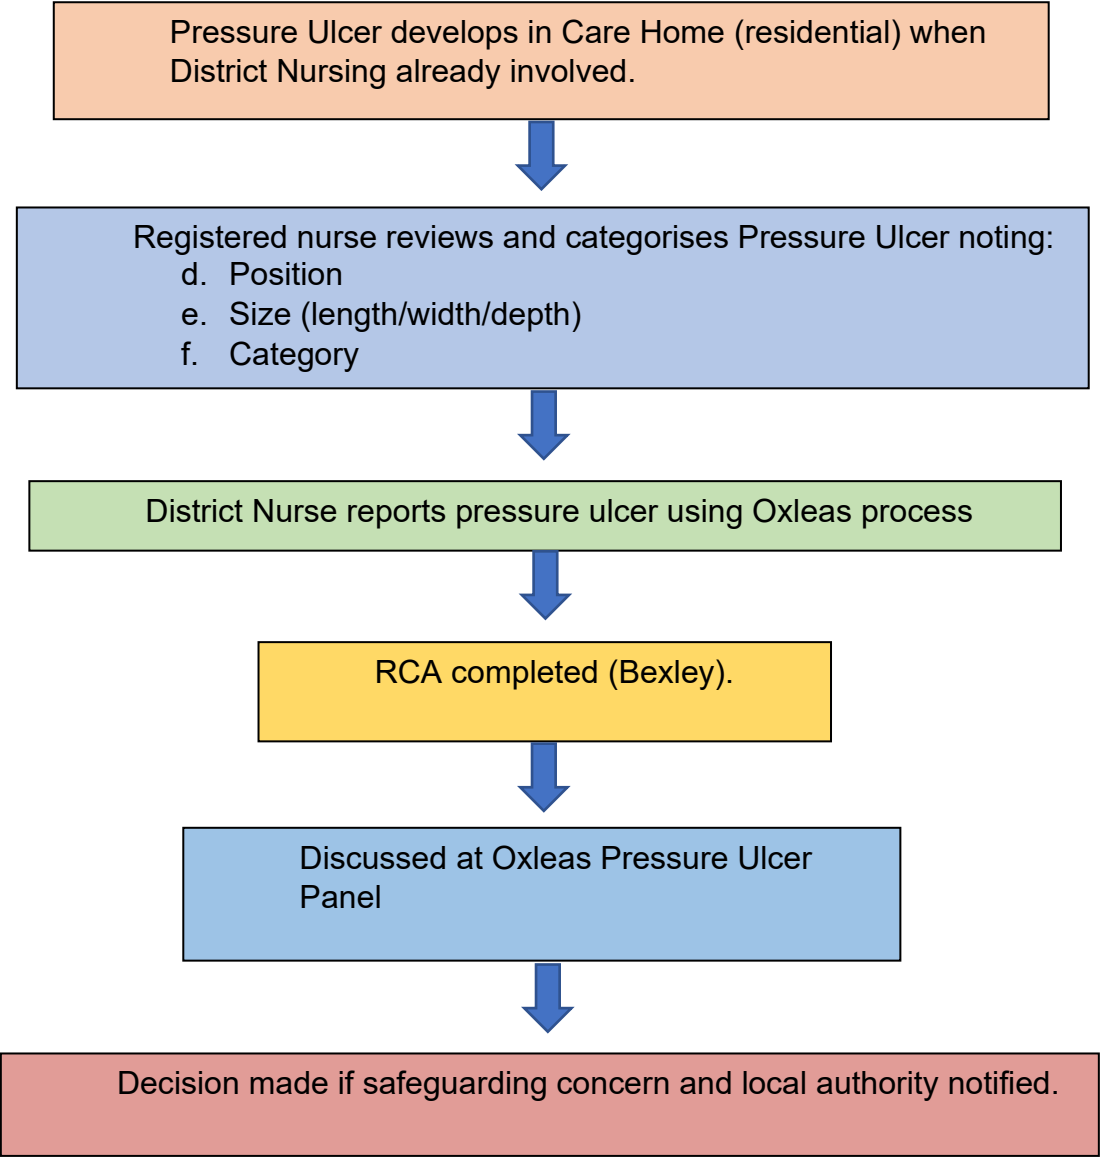 Pressure Ulcer develops in Care Home (residential) when
District Nursing already involved.
Registered nurse reviews and categorises Pressure Ulcer noting:
d. Position
e. Size (length/width/depth)
f. Category
District Nurse reports pressure ulcer using Oxleas process
RCA completed (Bexley).
Discussed at Oxleas Pressure Ulcer
Panel
Decision made if safeguarding concern and local authority notified.